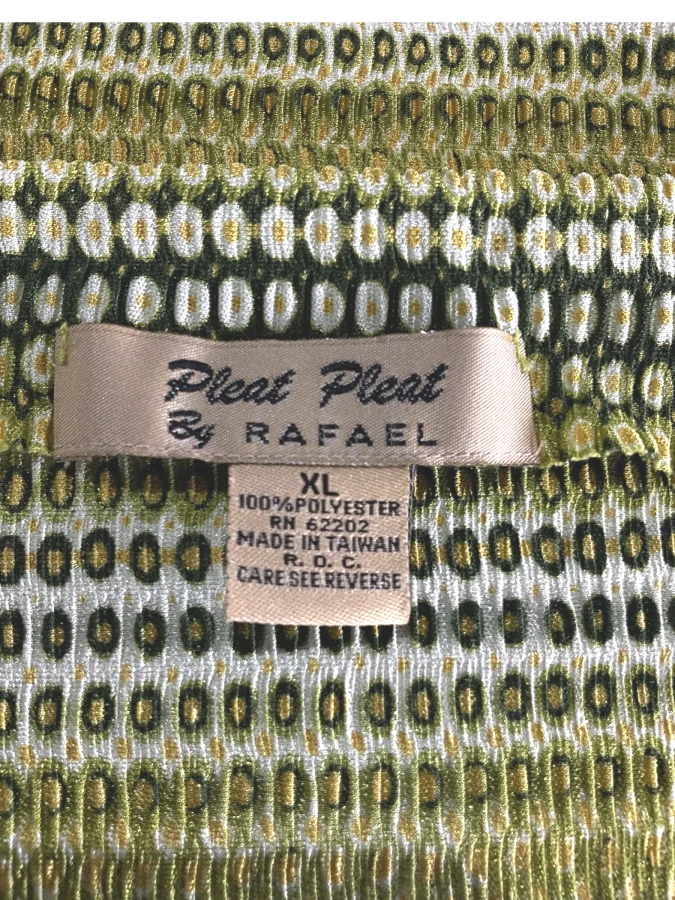 Pleat Pleat
By RAFAEL
XL
100%POLYESTER
RN 62202
MADE IN TAIWAN
R. O. C.
CARE SEE REVERSE